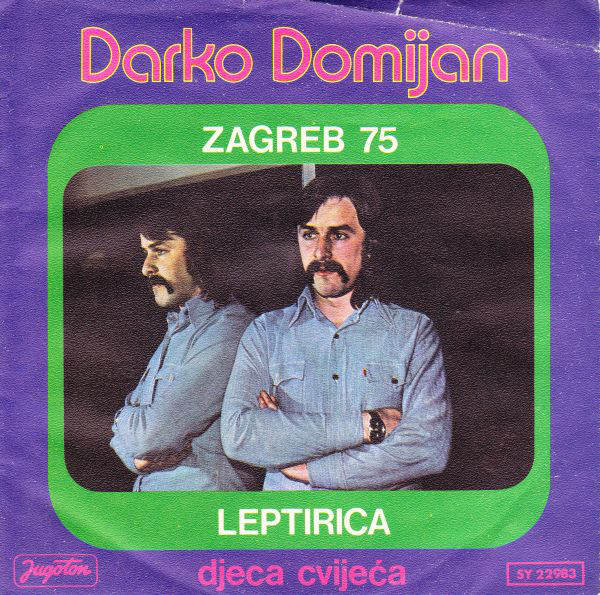 Darko Domijan
ZAGREB 75
LEPTIRICA
djeca cvijeća
Jugoton
SY 22983